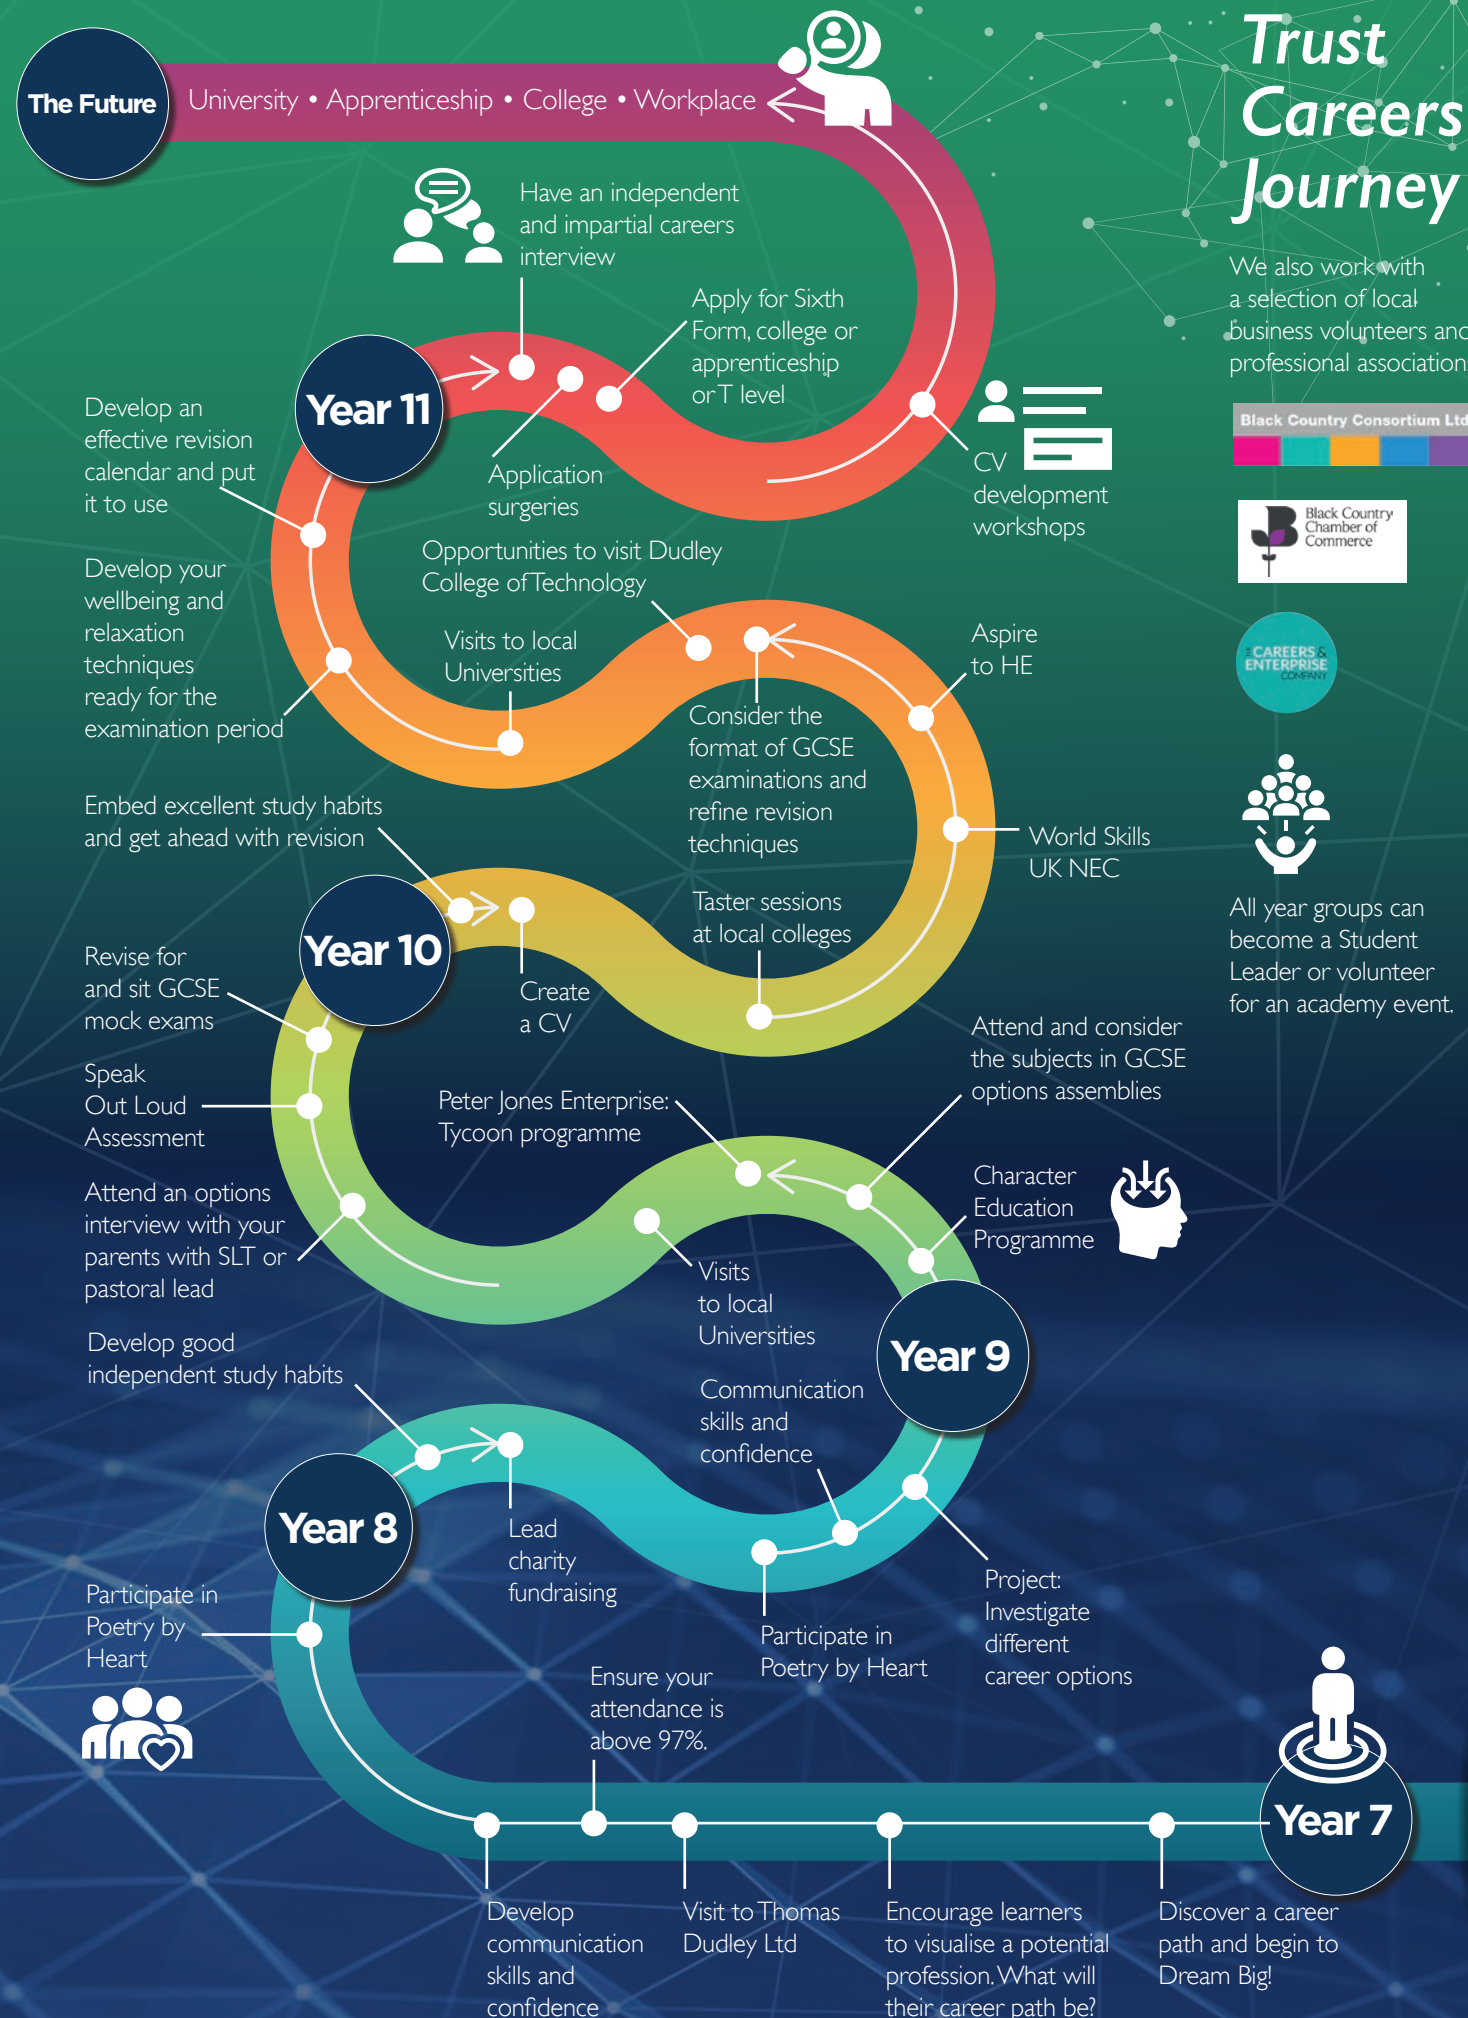 Trust
Careers
Journey
We also work with
a selection of local
business volunteers and
professional associations
Black Country Consortium Ltd
Black Country
Chamber of
Commerce
THE
CAREERS &
ENTERPRISE
COMPANY
All year groups can
become a Student
Leader or volunteer
for an academy event.
The Future
University • Apprenticeship • College • Workplace
Have an independent
and impartial careers
interview
Apply for Sixth
Form, college or
apprenticeship
or T level
Year 11
Application
surgeries
CV
development
workshops
Develop an
effective revision
calendar and put
it to use
Develop your
wellbeing and
relaxation
techniques
ready for the
examination period
Opportunities to visit Dudley
College of Technology
Visits to local
Universities
Consider the
format of GCSE
examinations and
refine revision
techniques
Aspire
to HE
World Skills
UK NEC
Embed excellent study habits
and get ahead with revision
Taster sessions
at local colleges
Year 10
Create
a CV
Revise for
and sit GCSE
mock exams
Speak
Out Loud
Assessment
Attend an options
interview with your
parents with SLT or
pastoral lead
Peter Jones Enterprise:
Tycoon programme
Attend and consider
the subjects in GCSE
options assemblies
Character
Education
Programme
Visits
to local
Universities
Year 9
Develop good
independent study habits
Communication
skills and
confidence
Year 8
Lead
charity
fundraising
Participate in
Poetry by Heart
Project:
Investigate
different
career options
Participate in
Poetry by
Heart
Ensure your
attendance is
above 97%.
Year 7
Develop
communication
skills and
confidence
Visit to Thomas
Dudley Ltd
Encourage learners
to visualise a potential
profession. What will
their career path be?
Discover a career
path and begin to
Dream Big!